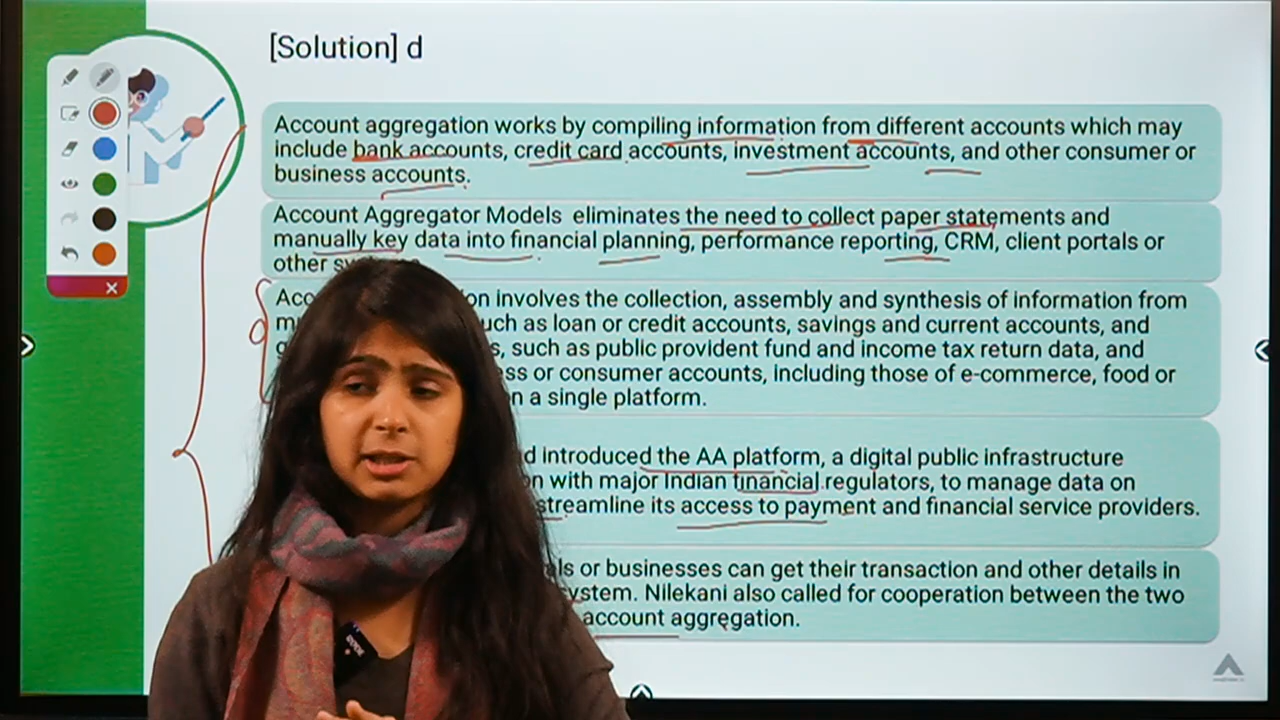 [Solution] d
Account aggregation works by compiling information from different accounts which may
include bank accounts, credit card accounts, investment accounts, and other consumer or
business accounts.
Account Aggregator Models eliminates the need to collect paper statements and
manually key data into financial planning, performance reporting, CRM, client portals or
other
involves the collection, assembly and synthesis of information from
such as loan or credit accounts, savings and current accounts, and
such as public provident fund and income tax return data, and
or consumer accounts, including those of e-commerce, food or
a single platform.
introduced the AA platform, a digital public infrastructure
with major Indian financial regulators, to manage data on
streamline its access to payment and financial service providers.
or businesses can get their transaction and other details in
Nilekani also called for cooperation between the two
account aggregation.